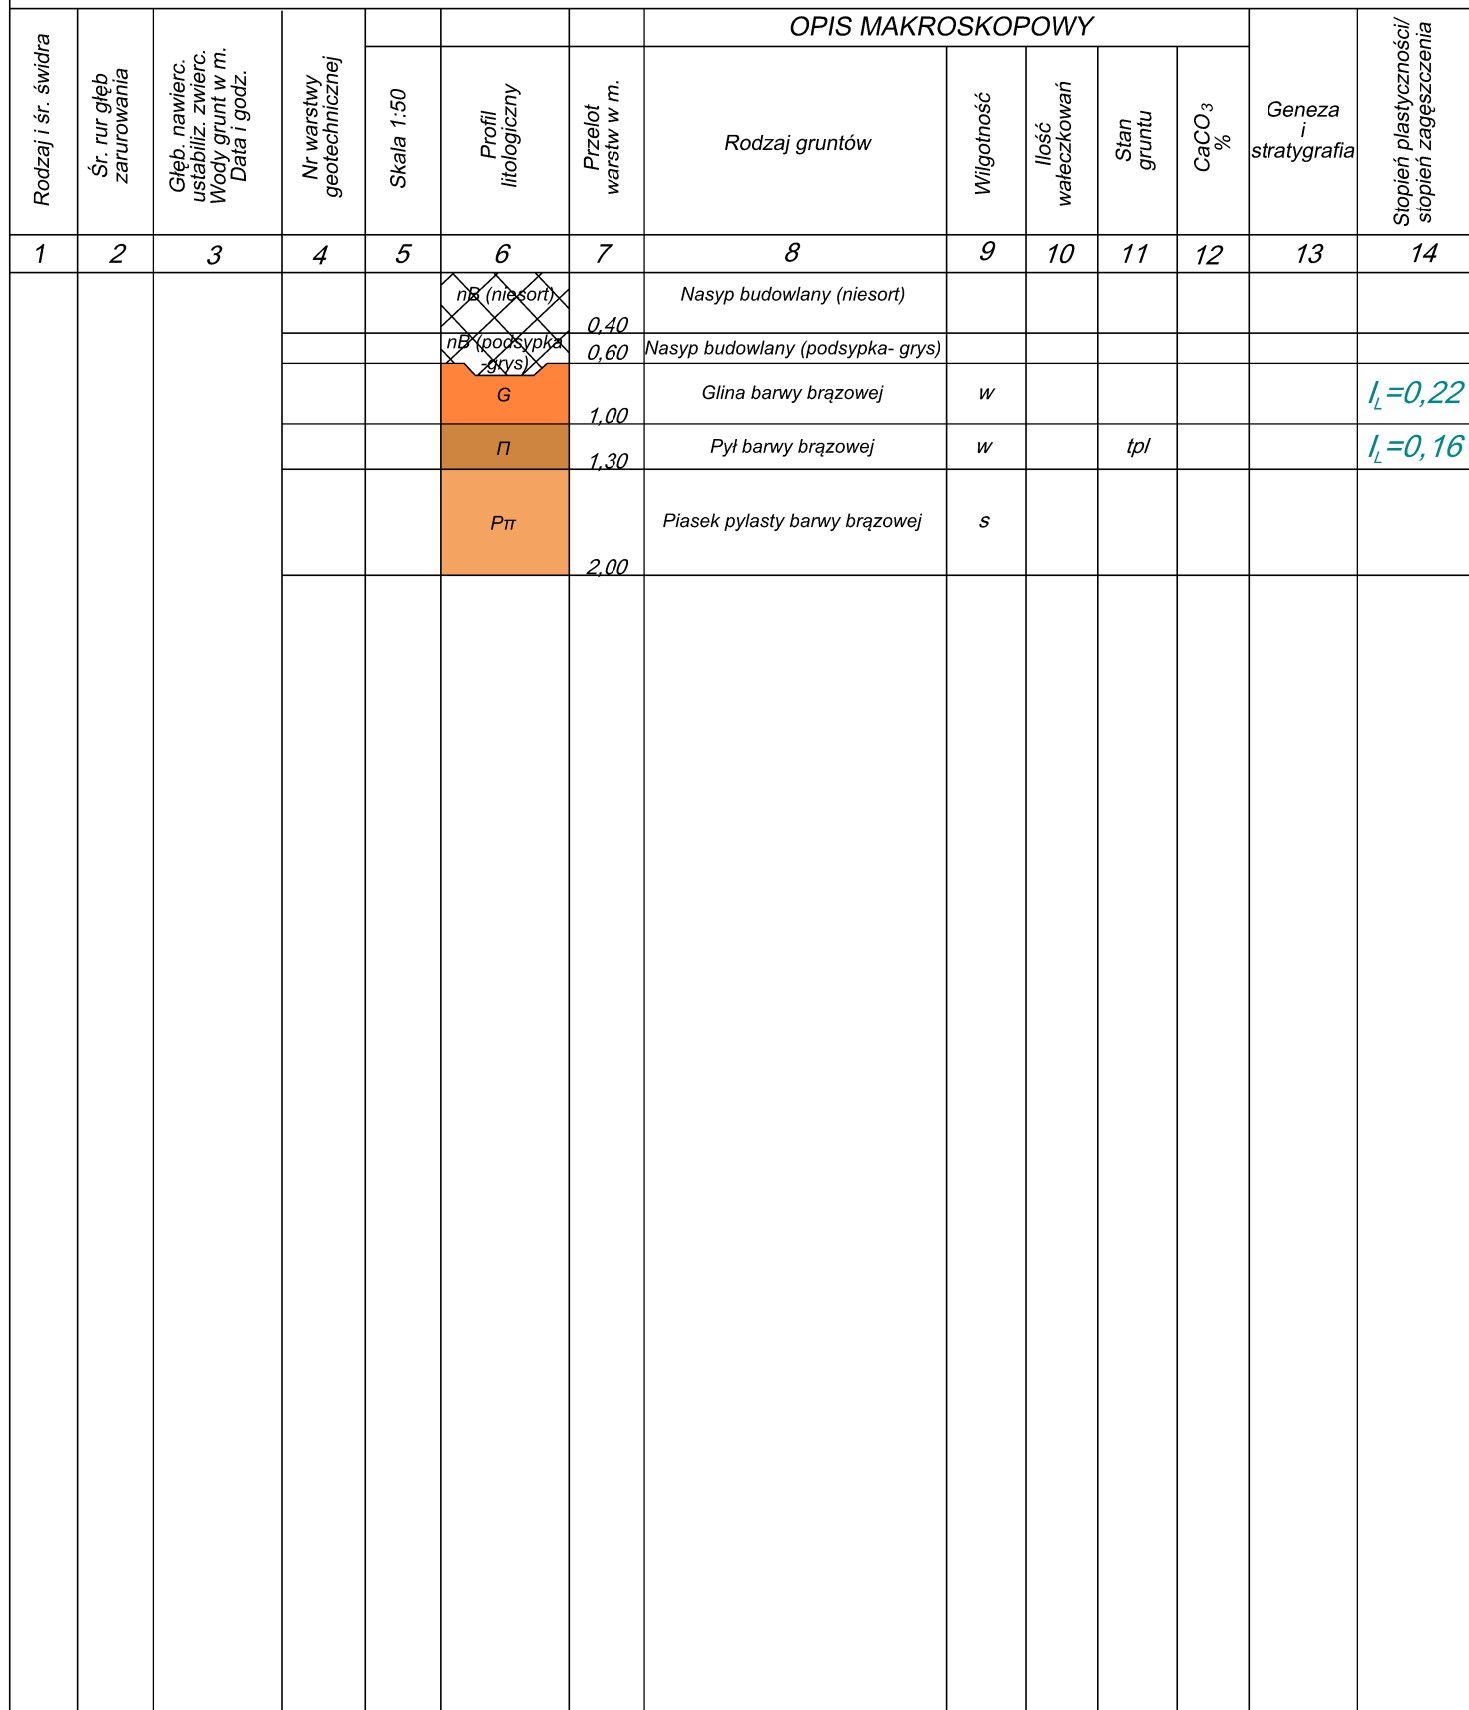 OPIS MAKROSKOPOWY
Rodzaj i śr. świdra
Śr. rur głęb
zarurowania
Głęb. nawierc.
ustabiliz. zwierc.
Wody grunt w m.
Data i godz.
Nr warstwy
geotechnicznej
Skala 1:50
Profil
litologiczny
Przelot
warstw w m.
Rodzaj gruntów
Wilgotność
Ilość
wałeczkowań
Stan
gruntu
CaCO₃
%
Geneza
i
stratygrafia
Stopień plastyczności/
stopień zagęszczenia
1 2 3 4 5 6 7 8 9 10 11 12 13 14
nB (niesort) 0,40 Nasyp budowlany (niesort)
nB (podsypka
-grys) 0,60 Nasyp budowlany (podsypka- grys)
G 1,00 Glina barwy brązowej w I_L=0,22
Π 1,30 Pył barwy brązowej w tpl I_L=0,16
Pπ 2,00 Piasek pylasty barwy brązowej s